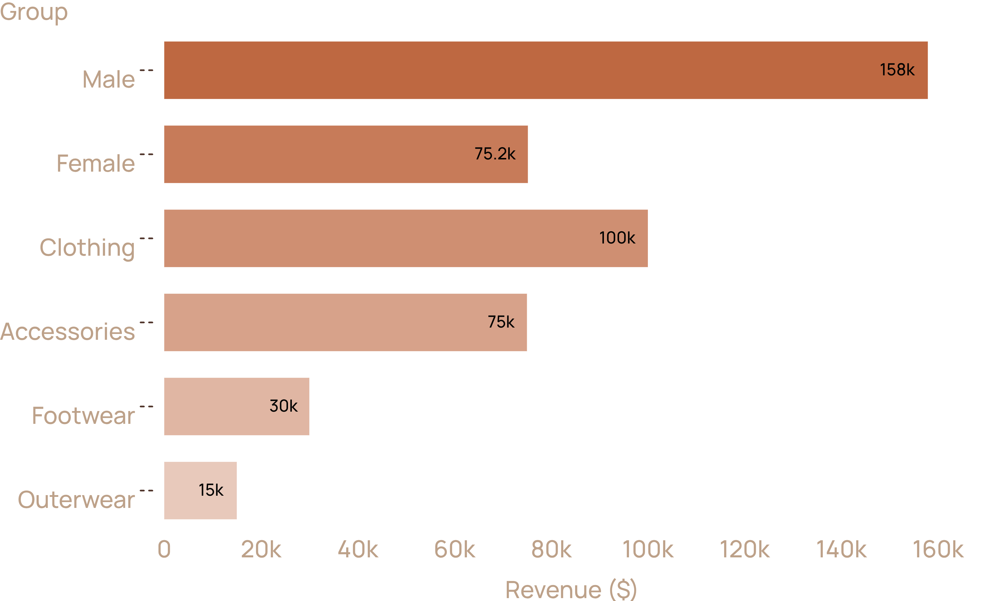 Group
Male
158k
Female
75.2k
Clothing
100k
Accessories
75k
Footwear
30k
Outerwear
15k
0 20k 40k 60k 80k 100k 120k 140k 160k
Revenue ($)